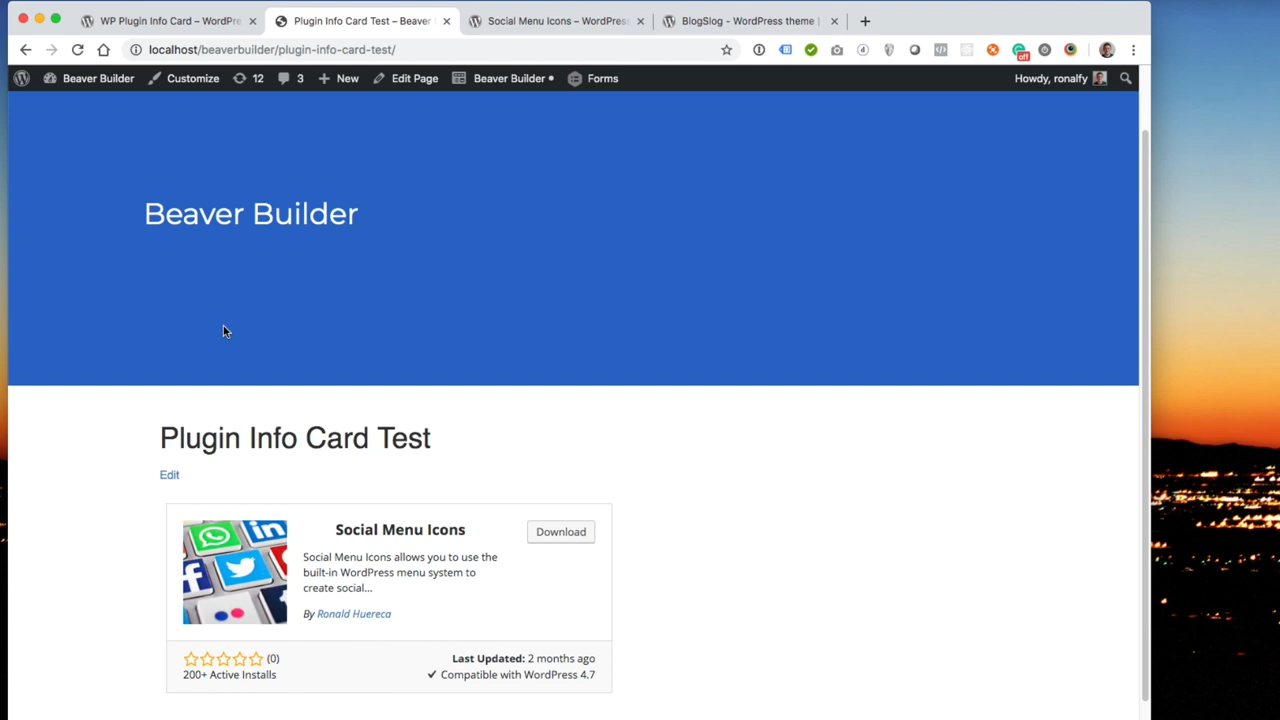 WP Plugin Info Card – WordPre
Plugin Info Card Test – Beaver
Social Menu Icons – WordPress
BlogSlog - WordPress theme |
localhost/beaverbuilder/plugin-info-card-test/
off
Beaver Builder
Customize
12
3
New
Edit Page
Beaver Builder
Forms
Howdy, ronalfy
Beaver Builder
Plugin Info Card Test
Edit
Social Menu Icons
Download
Social Menu Icons allows you to use the
built-in WordPress menu system to
create social...
By Ronald Huereca
(0)
Last Updated: 2 months ago
200+ Active Installs
✔ Compatible with WordPress 4.7